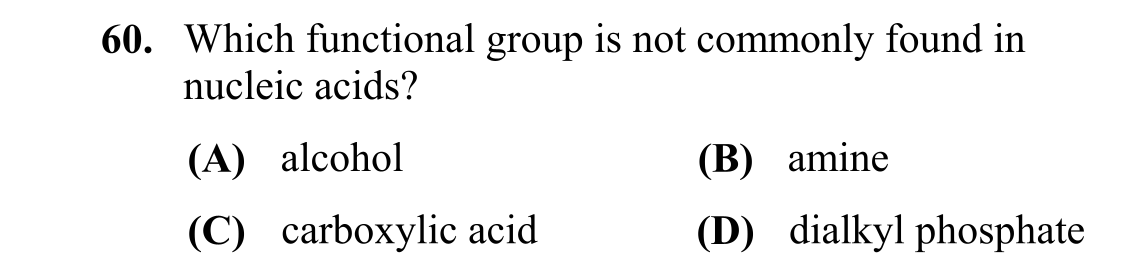 60. Which functional group is not commonly found in
nucleic acids?
(A) alcohol (B) amine
(C) carboxylic acid (D) dialkyl phosphate